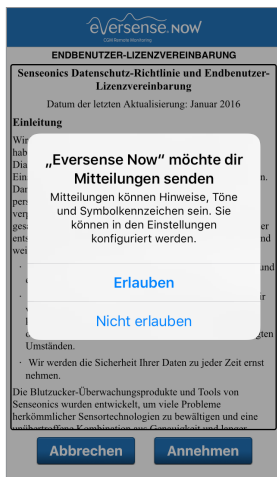 eversense. NOW
CGM Remote Monitoring
ENDBENUTZER-LIZENZVEREINBARUNG
Senseonics Datenschutz-Richtlinie und Endbenutzer-
Lizenzvereinbarung
Datum der letzten Aktualisierung: Januar 2016
Einleitung
„Eversense Now“ möchte dir
Mitteilungen senden
Mitteilungen können Hinweise, Töne
und Symbolkennzeichen sein. Sie
können in den Einstellungen
konfiguriert werden.
Erlauben
Nicht erlauben
Umständen.
· Wir werden die Sicherheit Ihrer Daten zu jeder Zeit ernst
nehmen.
Die Blutzucker-Überwachungsprodukte und Tools von
Senseonics wurden entwickelt, um viele Probleme
herkömmlicher Sensortechnologien zu bewältigen und eine
Abbrechen
Annehmen